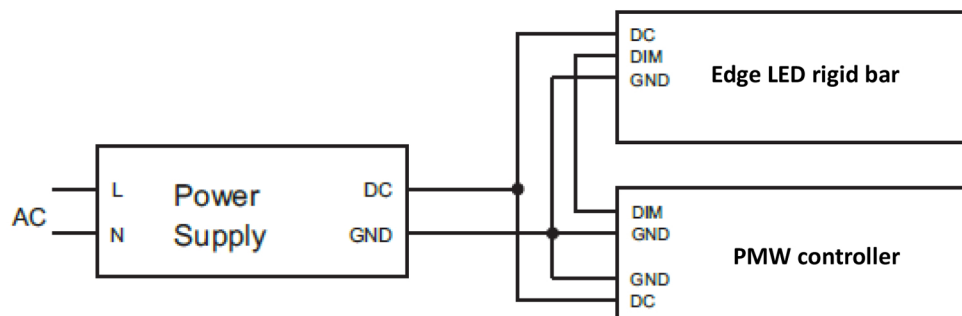 DC
DIM
GND
Edge LED rigid bar
AC
L
N
Power
Supply
DC
GND
DIM
GND
GND
DC
PMW controller